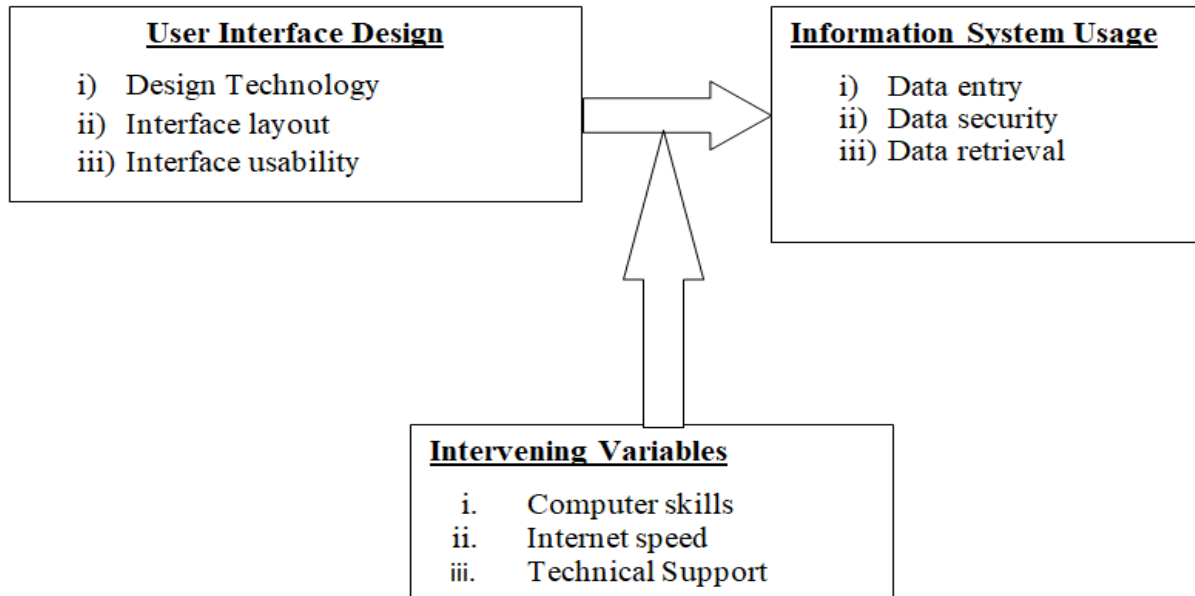 User Interface Design
i) Design Technology
ii) Interface layout
iii) Interface usability
Information System Usage
i) Data entry
ii) Data security
iii) Data retrieval
Intervening Variables
i. Computer skills
ii. Internet speed
iii. Technical Support